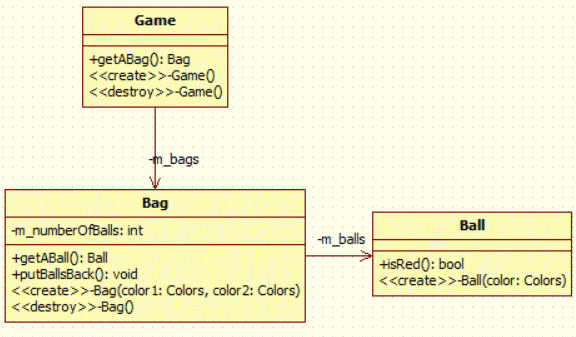 Game
+getABag(): Bag
<<create>>-Game()
<<destroy>>-Game()
-m_bags
Bag
-m_numberOfBalls: int
+getABall(): Ball
+putBallsBack(): void
<<create>>-Bag(color1: Colors, color2: Colors)
<<destroy>>-Bag()
-m_balls
Ball
+isRed(): bool
<<create>>-Ball(color: Colors)